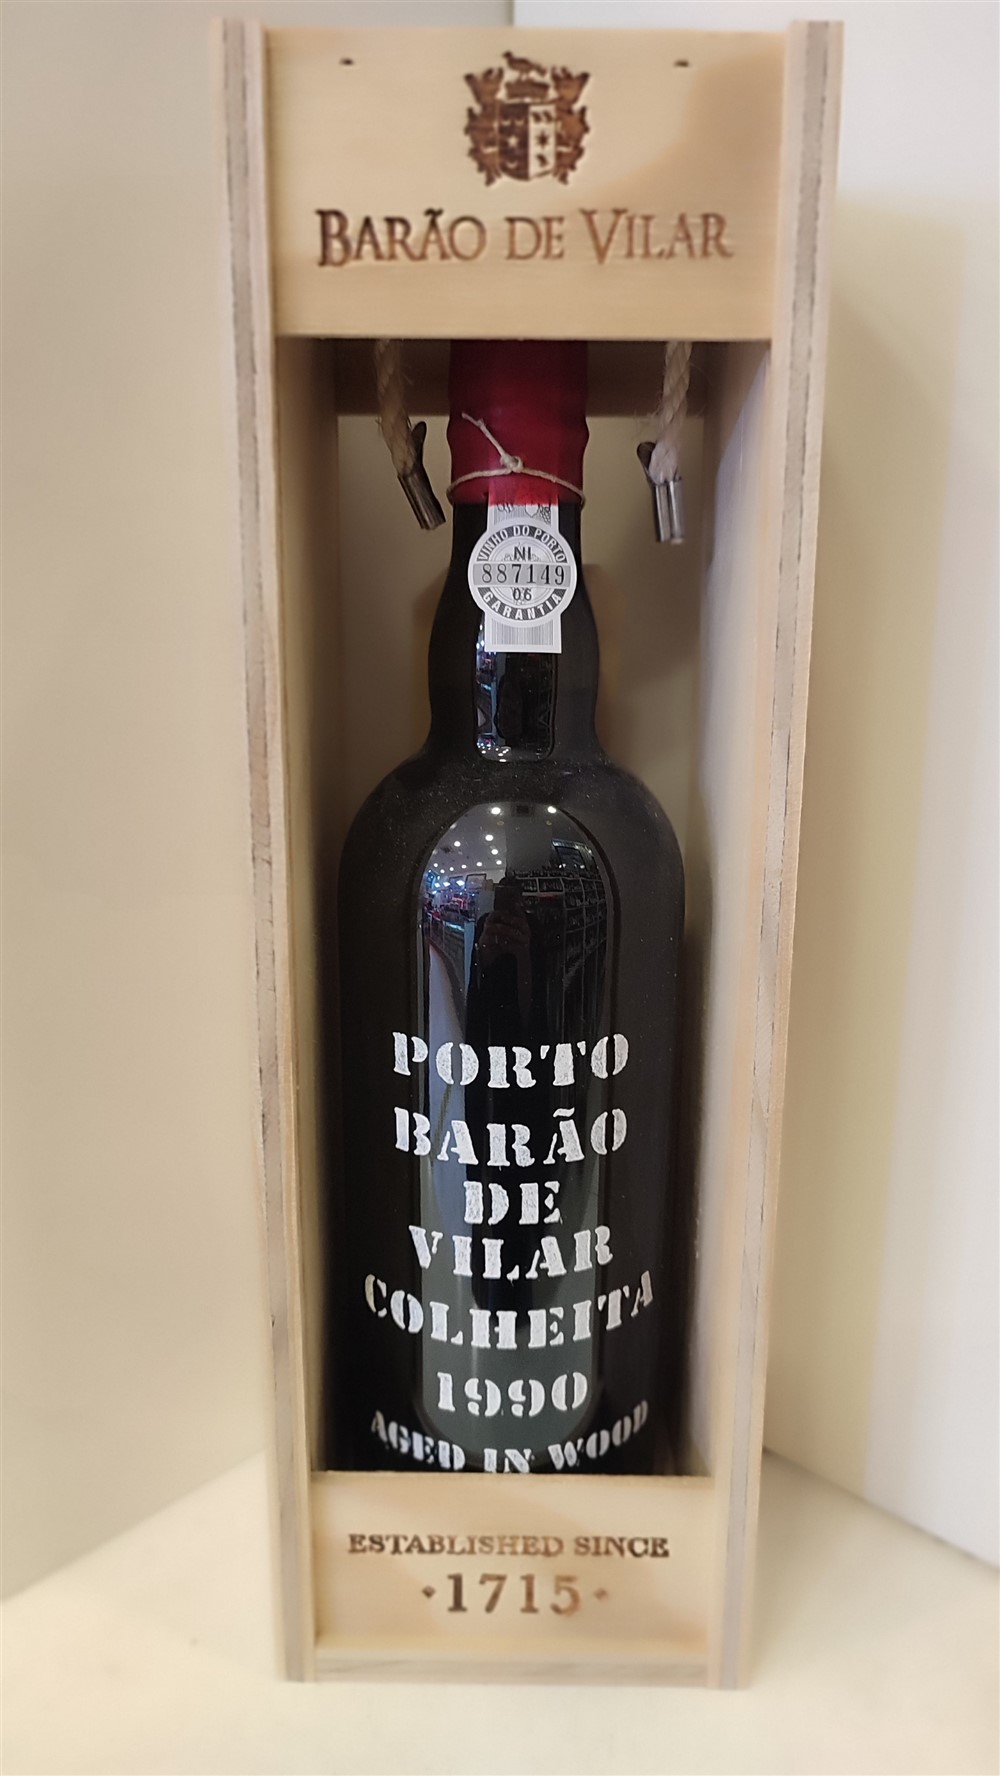 BARÃO DE VILAR
VINHO DO PORTO
NI
887149
06
GARANTIA
PORTO
BARÃO
DE
VILAR
COLHEITA
1990
AGED IN WOOD
ESTABLISHED SINCE
·1715·